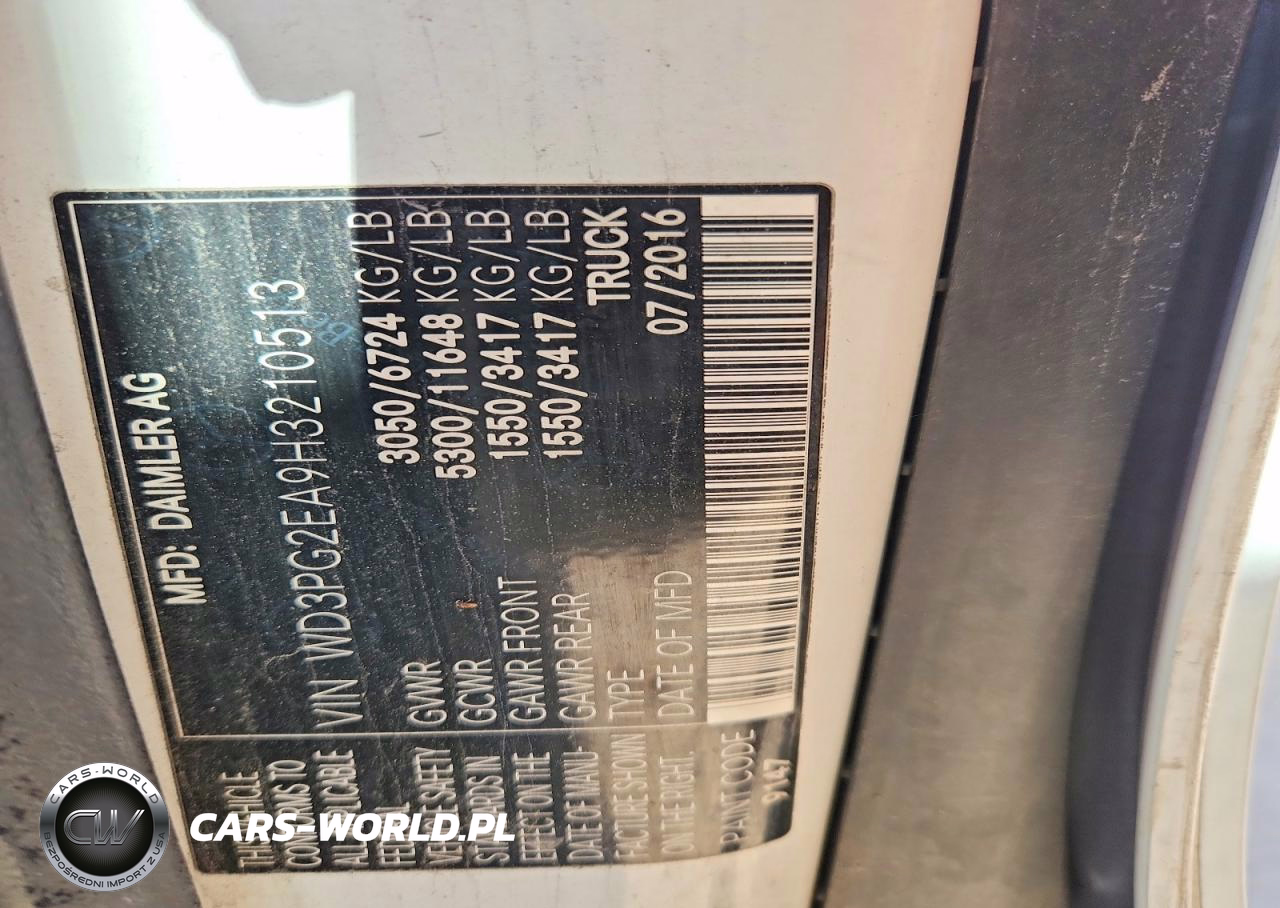 MFD: DAIMLER AG
VIN WD3PG2EA9H3210513
GWR 3050/6724 KG/LB
GCWR 5300/11648 KG/LB
GAWR FRONT 1550/3417 KG/LB
GAWR REAR 1550/3417 KG/LB
TYPE TRUCK
DATE OF MFD 07/2016
THIS VEHICLE
CONFORMS TO
ALL APPLICABLE
FEDERAL
VEHICLE SAFETY
STANDARDS IN
EFFECT ON THE
DATE OF MANU-
FACTURE SHOWN
ON THE RIGHT.
PAINT CODE
9147
CARS-WORLD
CW
BEZPOŚREDNI IMPORT Z USA
CARS-WORLD.PL